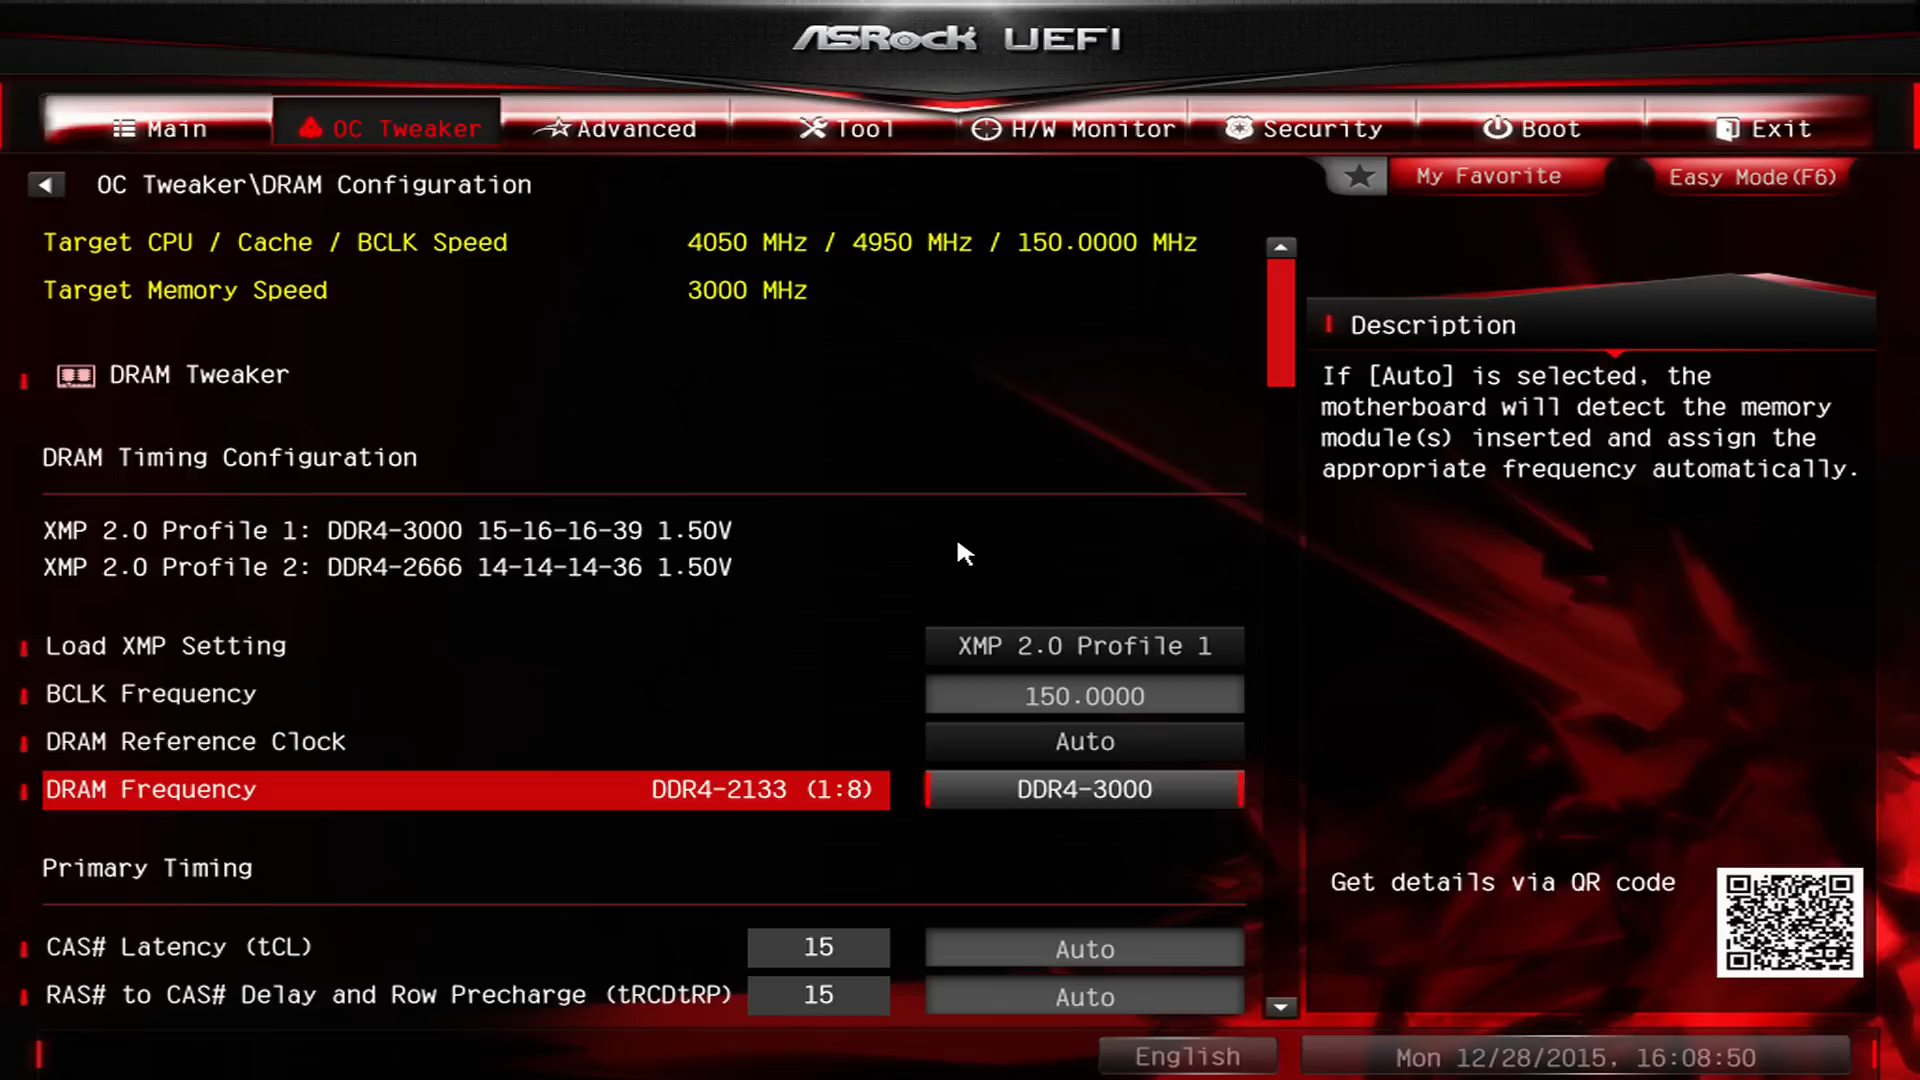 ASRock UEFI
Main OC Tweaker Advanced Tool H/W Monitor Security Boot Exit
OC Tweaker\DRAM Configuration
My Favorite
Easy Mode(F6)
Target CPU / Cache / BCLK Speed 4050 MHz / 4950 MHz / 150.0000 MHz
Target Memory Speed 3000 MHz
DRAM Tweaker
DRAM Timing Configuration
XMP 2.0 Profile 1: DDR4-3000 15-16-16-39 1.50V
XMP 2.0 Profile 2: DDR4-2666 14-14-14-36 1.50V
Load XMP Setting XMP 2.0 Profile 1
BCLK Frequency 150.0000
DRAM Reference Clock Auto
DRAM Frequency DDR4-2133 (1:8) DDR4-3000
Primary Timing
CAS# Latency (tCL) 15 Auto
RAS# to CAS# Delay and Row Precharge (tRCDtRP) 15 Auto
Description
If [Auto] is selected, the
motherboard will detect the memory
module(s) inserted and assign the
appropriate frequency automatically.
Get details via QR code
English
Mon 12/28/2015, 16:08:50